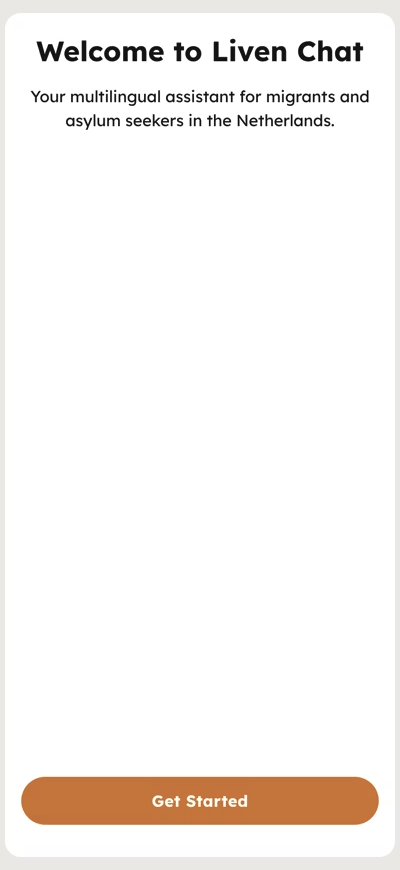 Welcome to Liven Chat
Your multilingual assistant for migrants and
asylum seekers in the Netherlands.
Get Started